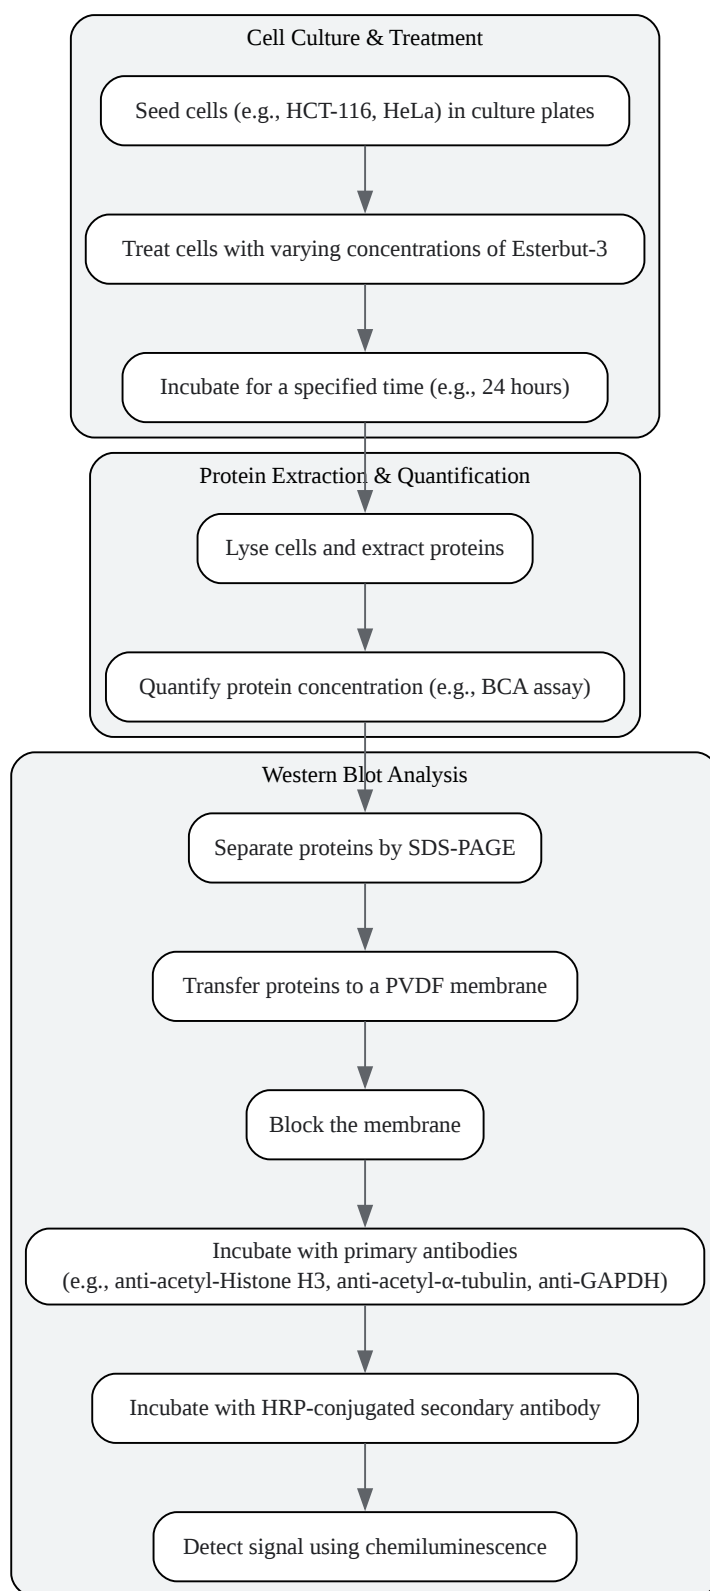 Cell Culture & Treatment
Seed cells (e.g., HCT-116, HeLa) in culture plates
Treat cells with varying concentrations of Esterbut-3
Incubate for a specified time (e.g., 24 hours)
Protein Extraction & Quantification
Lyse cells and extract proteins
Quantify protein concentration (e.g., BCA assay)
Western Blot Analysis
Separate proteins by SDS-PAGE
Transfer proteins to a PVDF membrane
Block the membrane
Incubate with primary antibodies
(e.g., anti-acetyl-Histone H3, anti-acetyl-α-tubulin, anti-GAPDH)
Incubate with HRP-conjugated secondary antibody
Detect signal using chemiluminescence